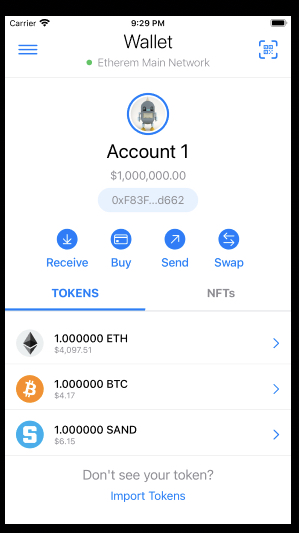 Carrier 9:29 PM
Wallet
Etherem Main Network
Account 1
$1,000,000.00
0xF83F...d662
Receive Buy Send Swap
TOKENS NFTs
1.000000 ETH
$4,097.51
1.000000 BTC
$4.17
1.000000 SAND
$6.15
Don't see your token?
Import Tokens